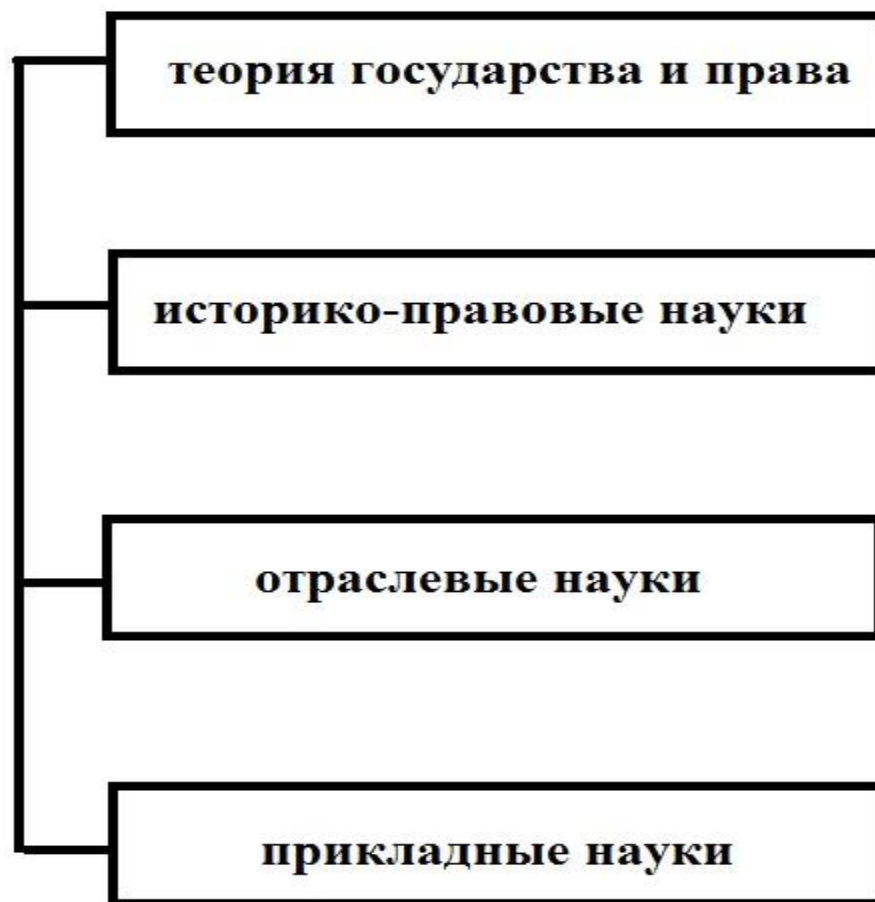 теория государства и права
историко-правовые науки
отраслевые науки
прикладные науки